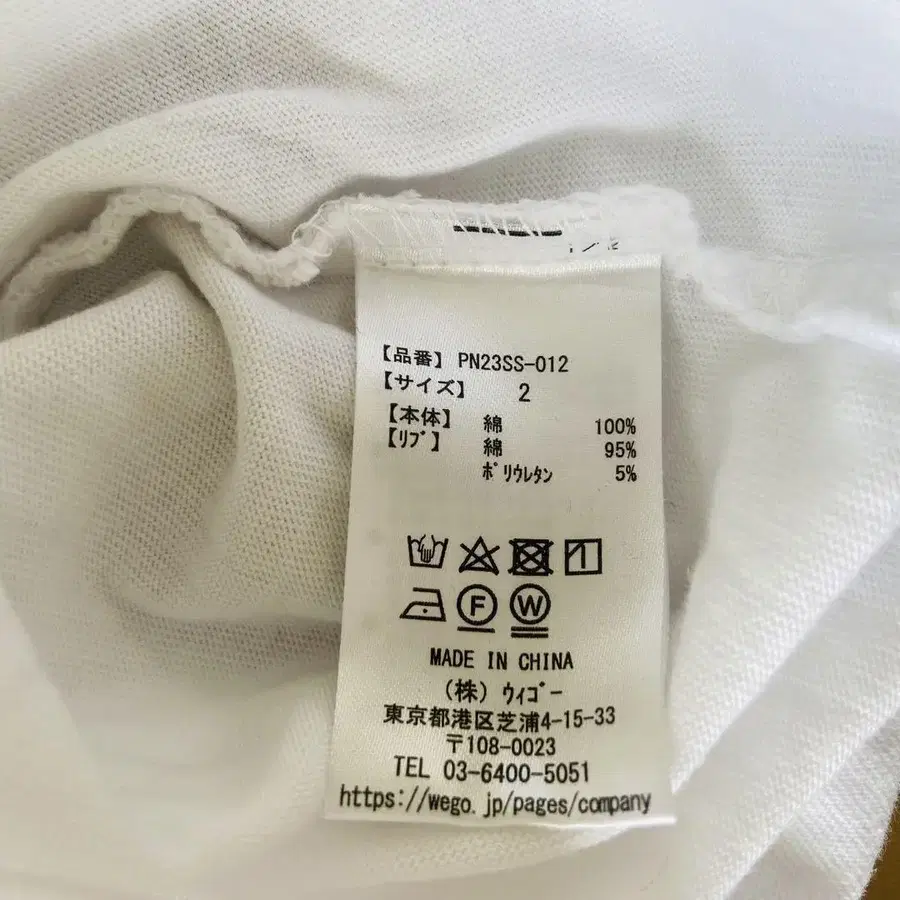 【品番】 PN23SS-012
【サイズ】 2
【本体】 綿 100%
【ﾘﾌﾞ】 綿 95%
ﾎﾟﾘｳﾚﾀﾝ 5%
F W
MADE IN CHINA
(株) ｳｨｺﾞｰ
東京都港区芝浦4-15-33
〒108-0023
TEL 03-6400-5051
https://wego.jp/pages/company